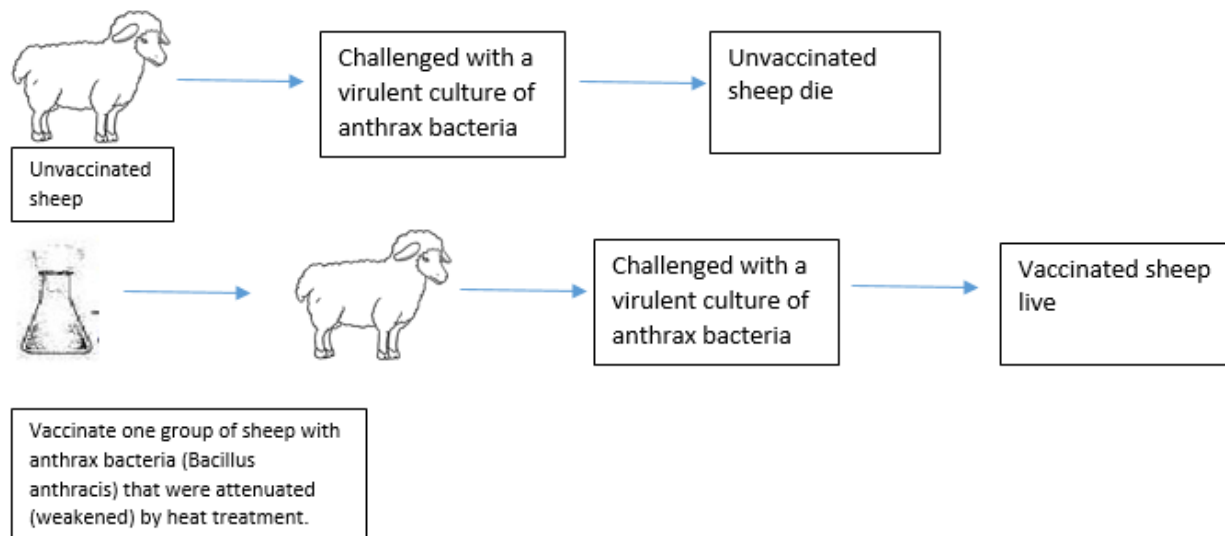 Challenged with a
virulent culture of
anthrax bacteria
Unvaccinated
sheep die
Unvaccinated
sheep
Challenged with a
virulent culture of
anthrax bacteria
Vaccinated sheep
live
Vaccinate one group of sheep with
anthrax bacteria (Bacillus
anthracis) that were attenuated
(weakened) by heat treatment.